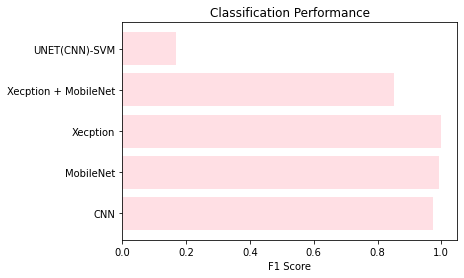 Classification Performance
UNET(CNN)-SVM
Xecption + MobileNet
Xecption
MobileNet
CNN
0.0 0.2 0.4 0.6 0.8 1.0
F1 Score